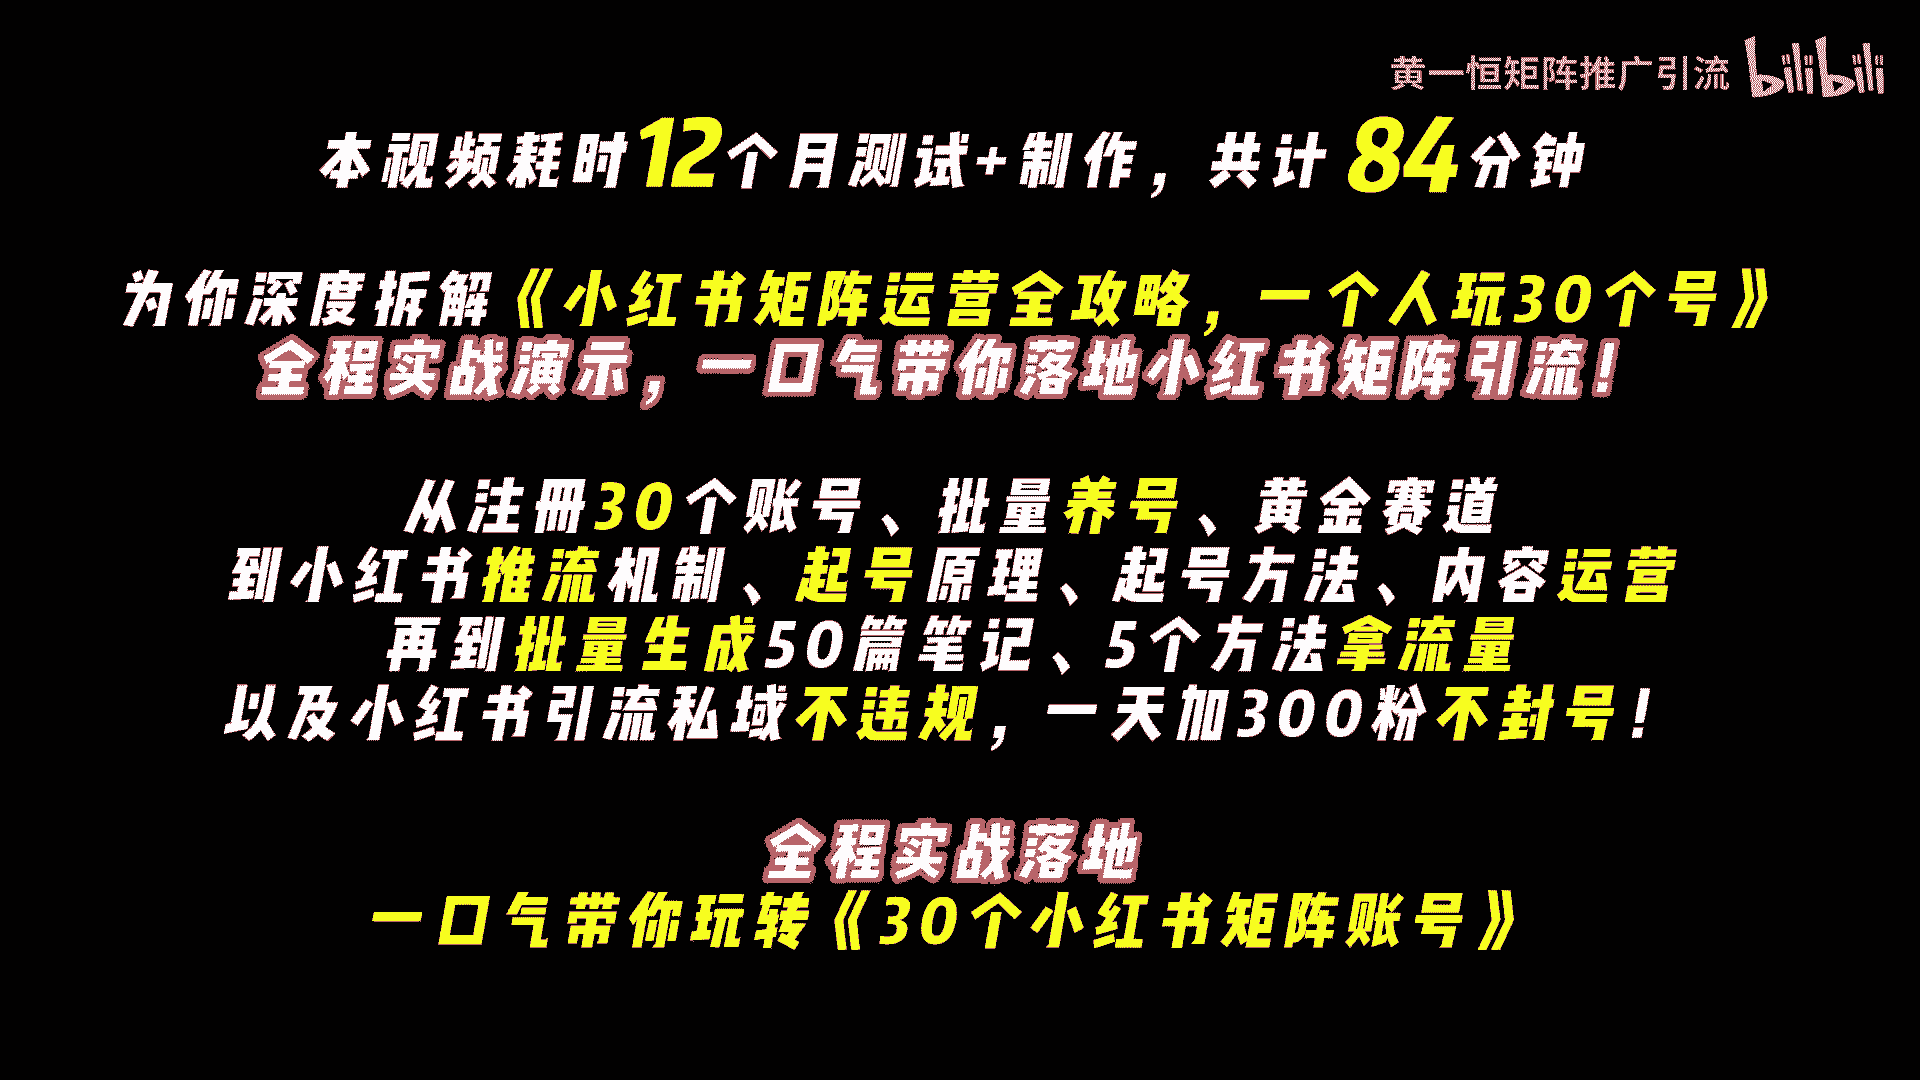 黄一恒矩阵推广引流 bilibili
本视频耗时12个月测试+制作，共计84分钟
为你深度拆解《小红书矩阵运营全攻略，一个人玩30个号》
全程实战演示，一口气带你落地小红书矩阵引流！
从注册30个账号、批量养号、黄金赛道
到小红书推流机制、起号原理、起号方法、内容运营
再到批量生成50篇笔记、5个方法拿流量
以及小红书引流私域不违规，一天加300粉不封号！
全程实战落地
一口气带你玩转《30个小红书矩阵账号》